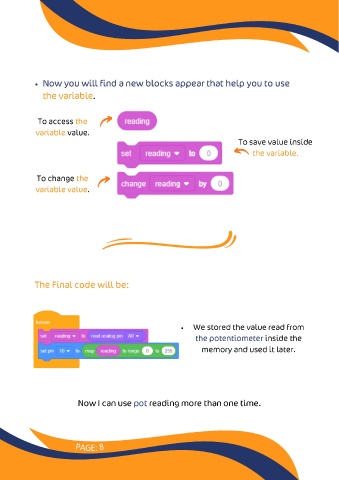 • Now you will find a new blocks appear that help you to use
the variable.
To access the
variable value.
reading
To save value inside
the variable.
set reading to 0
To change the
variable value.
change reading by 0
The Final code will be:
forever
set reading to read analog pin A0
set pin 10 to map reading to range 0 to 255
• We stored the value read from
the potentiometer inside the
memory and used it later.
Now I can use pot reading more than one time.
PAGE: 8